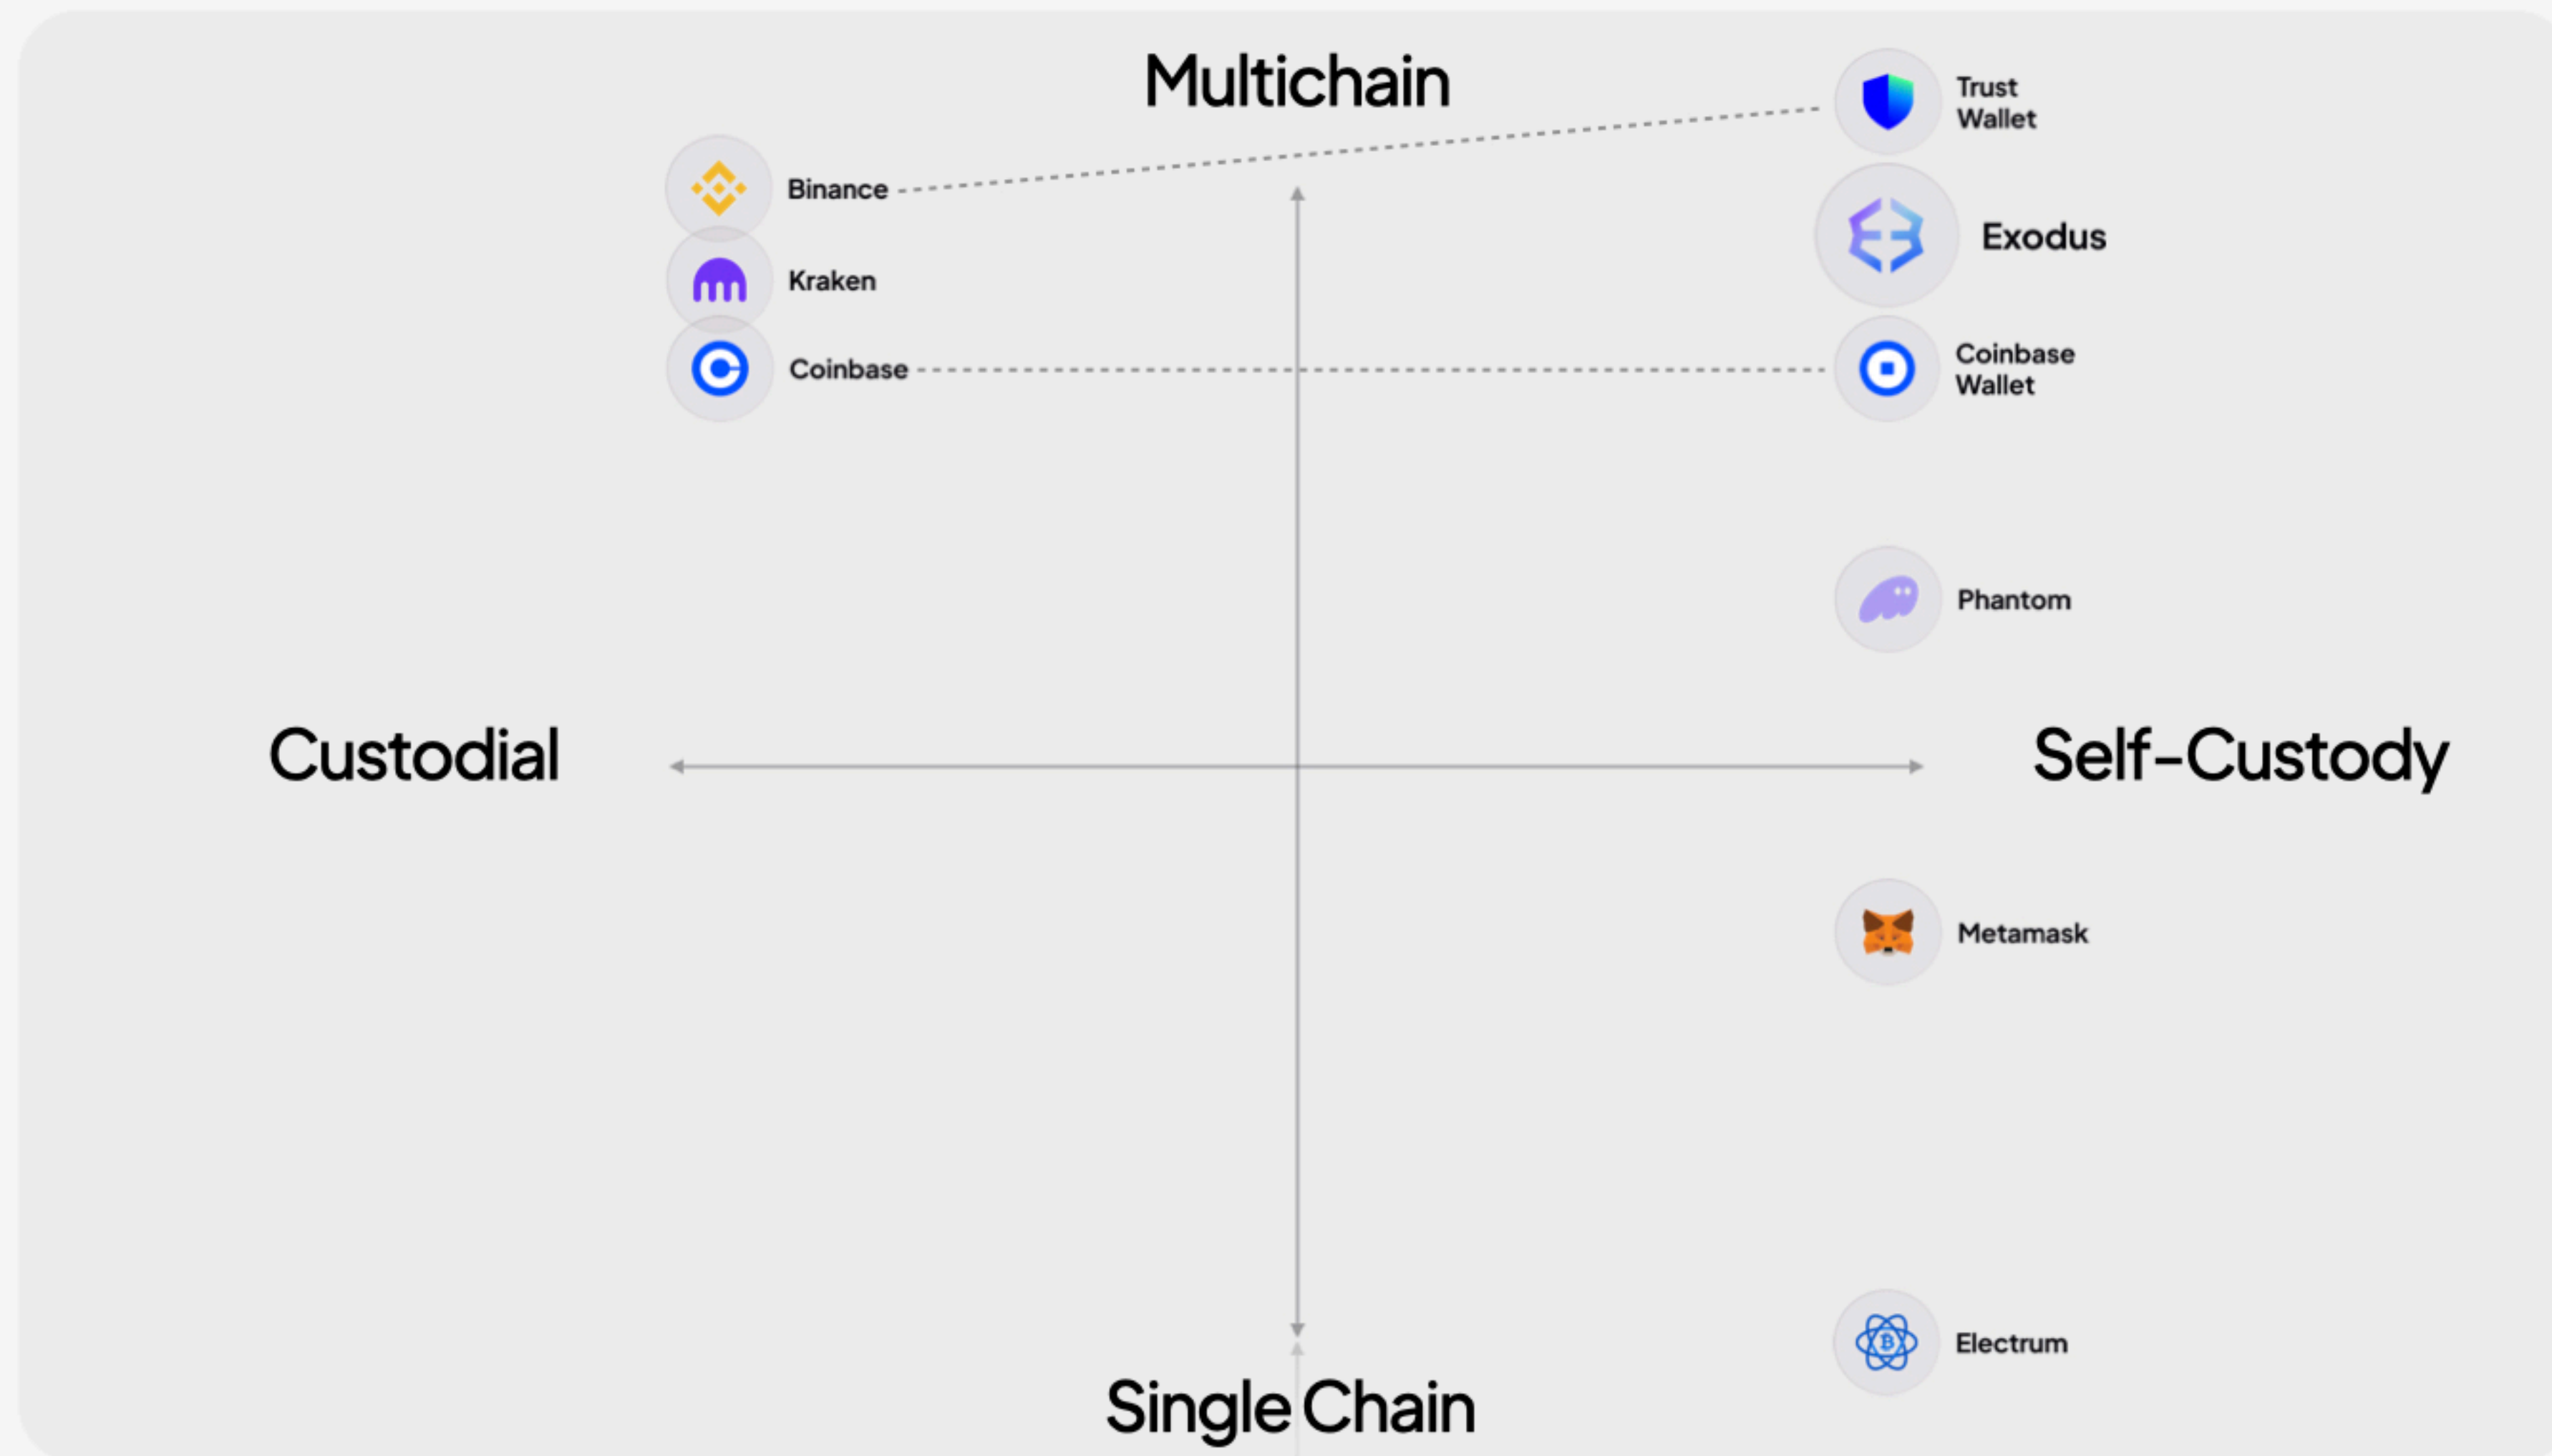 Multichain
Trust
Wallet
Binance
Exodus
Kraken
Coinbase
Coinbase
Wallet
Phantom
Custodial
Self-Custody
Metamask
Electrum
Single Chain